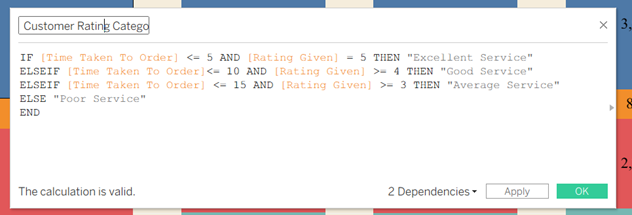 Customer Rating Catego
3,
IF [Time Taken To Order] <= 5 AND [Rating Given] = 5 THEN "Excellent Service"
ELSEIF [Time Taken To Order]<= 10 AND [Rating Given] >= 4 THEN "Good Service"
ELSEIF [Time Taken To Order] <= 15 AND [Rating Given] >= 3 THEN "Average Service"
ELSE "Poor Service"
8
END
2,
The calculation is valid.
2 Dependencies
Apply
OK